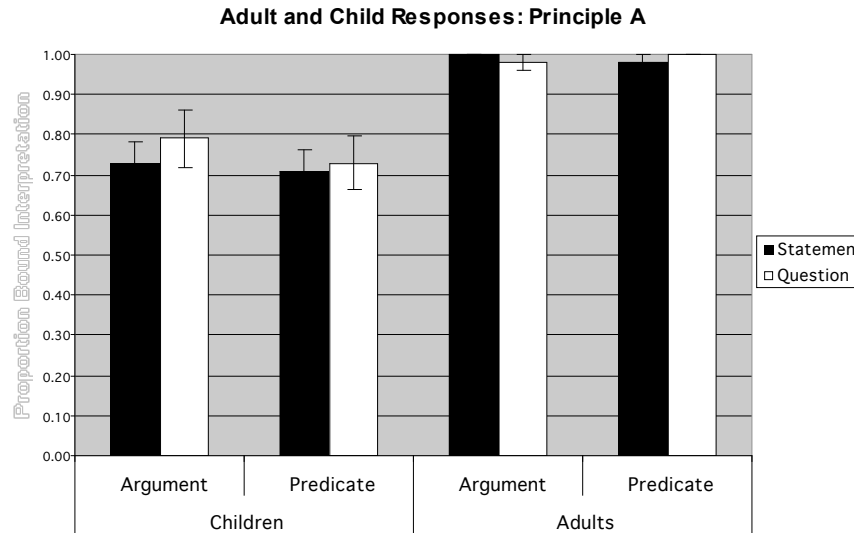 Adult and Child Responses: Principle A
Proportion Bound Interpretation
1.00
0.90
0.80
0.70
0.60
0.50
0.40
0.30
0.20
0.10
0.00
Argument Predicate Argument Predicate
Children Adults
Statemen
Question